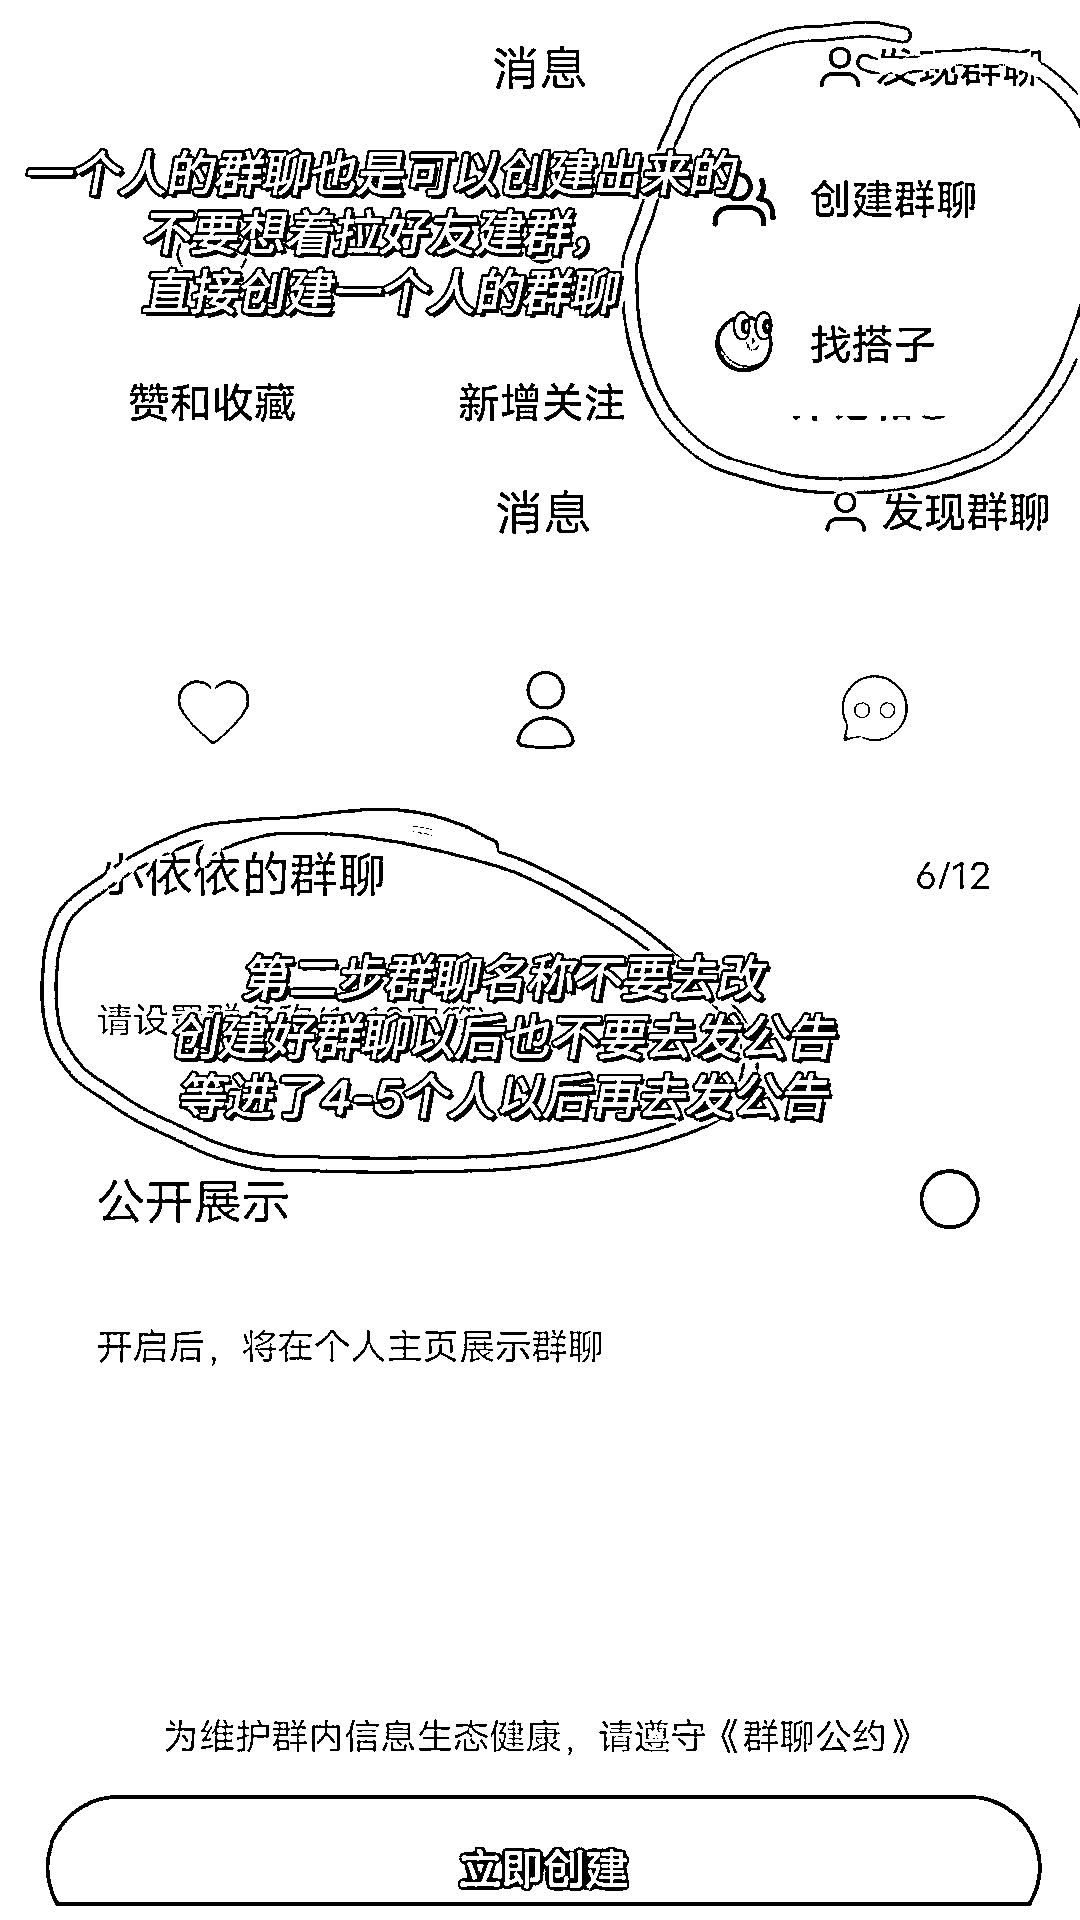 消息
发现群聊
一个人的群聊也是可以创建出来的
不要想着拉好友建群，
直接创建一个人的群聊
创建群聊
找搭子
赞和收藏
新增关注
消息
发现群聊
小依依的群聊
6/12
第二步群聊名称不要去改
请设置群
创建好群聊以后也不要去发公告
等进了4-5个人以后再去发公告
公开展示
开启后，将在个人主页展示群聊
为维护群内信息生态健康，请遵守《群聊公约》
立即创建